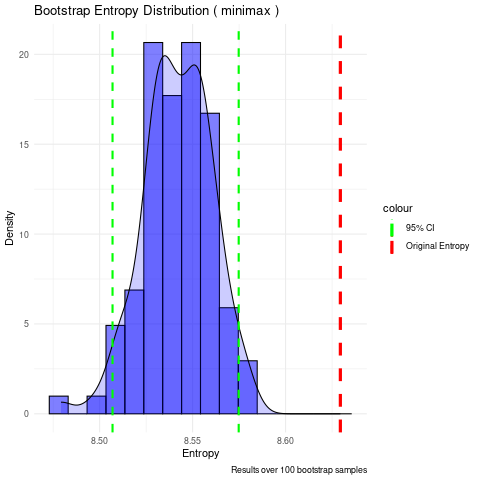 Bootstrap Entropy Distribution ( minimax )
20
15
10
5
0
Density
8.50
8.55
8.60
Entropy
colour
95% CI
Original Entropy
Results over 100 bootstrap samples